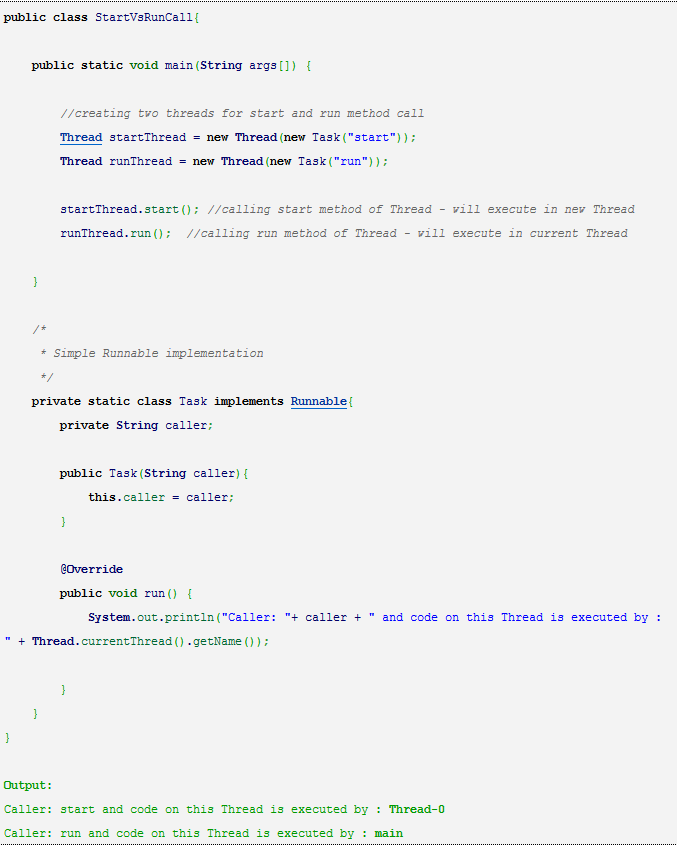 public class StartVsRunCall{
public static void main(String args[]) {
//creating two threads for start and run method call
Thread startThread = new Thread(new Task("start"));
Thread runThread = new Thread(new Task("run"));
startThread.start(); //calling start method of Thread - will execute in new Thread
runThread.run();  //calling run method of Thread - will execute in current Thread
}
/*
* Simple Runnable implementation
*/
private static class Task implements Runnable{
private String caller;
public Task(String caller){
this.caller = caller;
}
@Override
public void run() {
System.out.println("Caller: "+ caller + " and code on this Thread is executed by :
" + Thread.currentThread().getName());
}
}
}
Output:
Caller: start and code on this Thread is executed by : Thread-0
Caller: run and code on this Thread is executed by : main